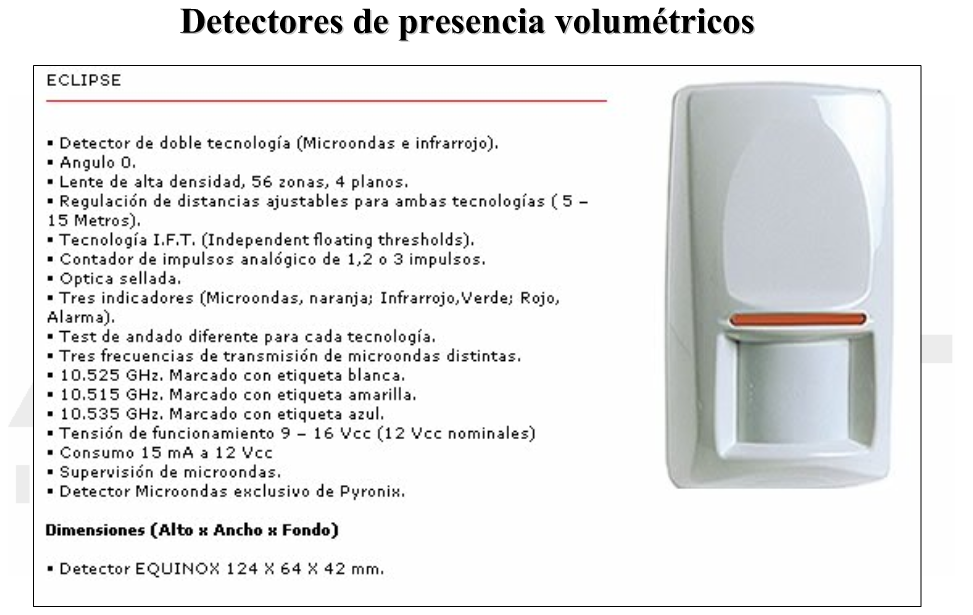 Detectores de presencia volumétricos
ECLIPSE
▪ Detector de doble tecnología (Microondas e infrarrojo).
▪ Angulo 0.
▪ Lente de alta densidad, 56 zonas, 4 planos.
▪ Regulación de distancias ajustables para ambas tecnologías ( 5 –
15 Metros).
▪ Tecnología I.F.T. (Independent floating thresholds).
▪ Contador de impulsos analógico de 1,2 o 3 impulsos.
▪ Optica sellada.
▪ Tres indicadores (Microondas, naranja; Infrarrojo,Verde; Rojo,
Alarma).
▪ Test de andado diferente para cada tecnología.
▪ Tres frecuencias de transmisión de microondas distintas.
▪ 10.525 GHz. Marcado con etiqueta blanca.
▪ 10.515 GHz. Marcado con etiqueta amarilla.
▪ 10.535 GHz. Marcado con etiqueta azul.
▪ Tensión de funcionamiento 9 – 16 Vcc (12 Vcc nominales)
▪ Consumo 15 mA a 12 Vcc
▪ Supervisión de microondas.
▪ Detector Microondas exclusivo de Pyronix.
Dimensiones (Alto x Ancho x Fondo)
▪ Detector EQUINOX 124 X 64 X 42 mm.